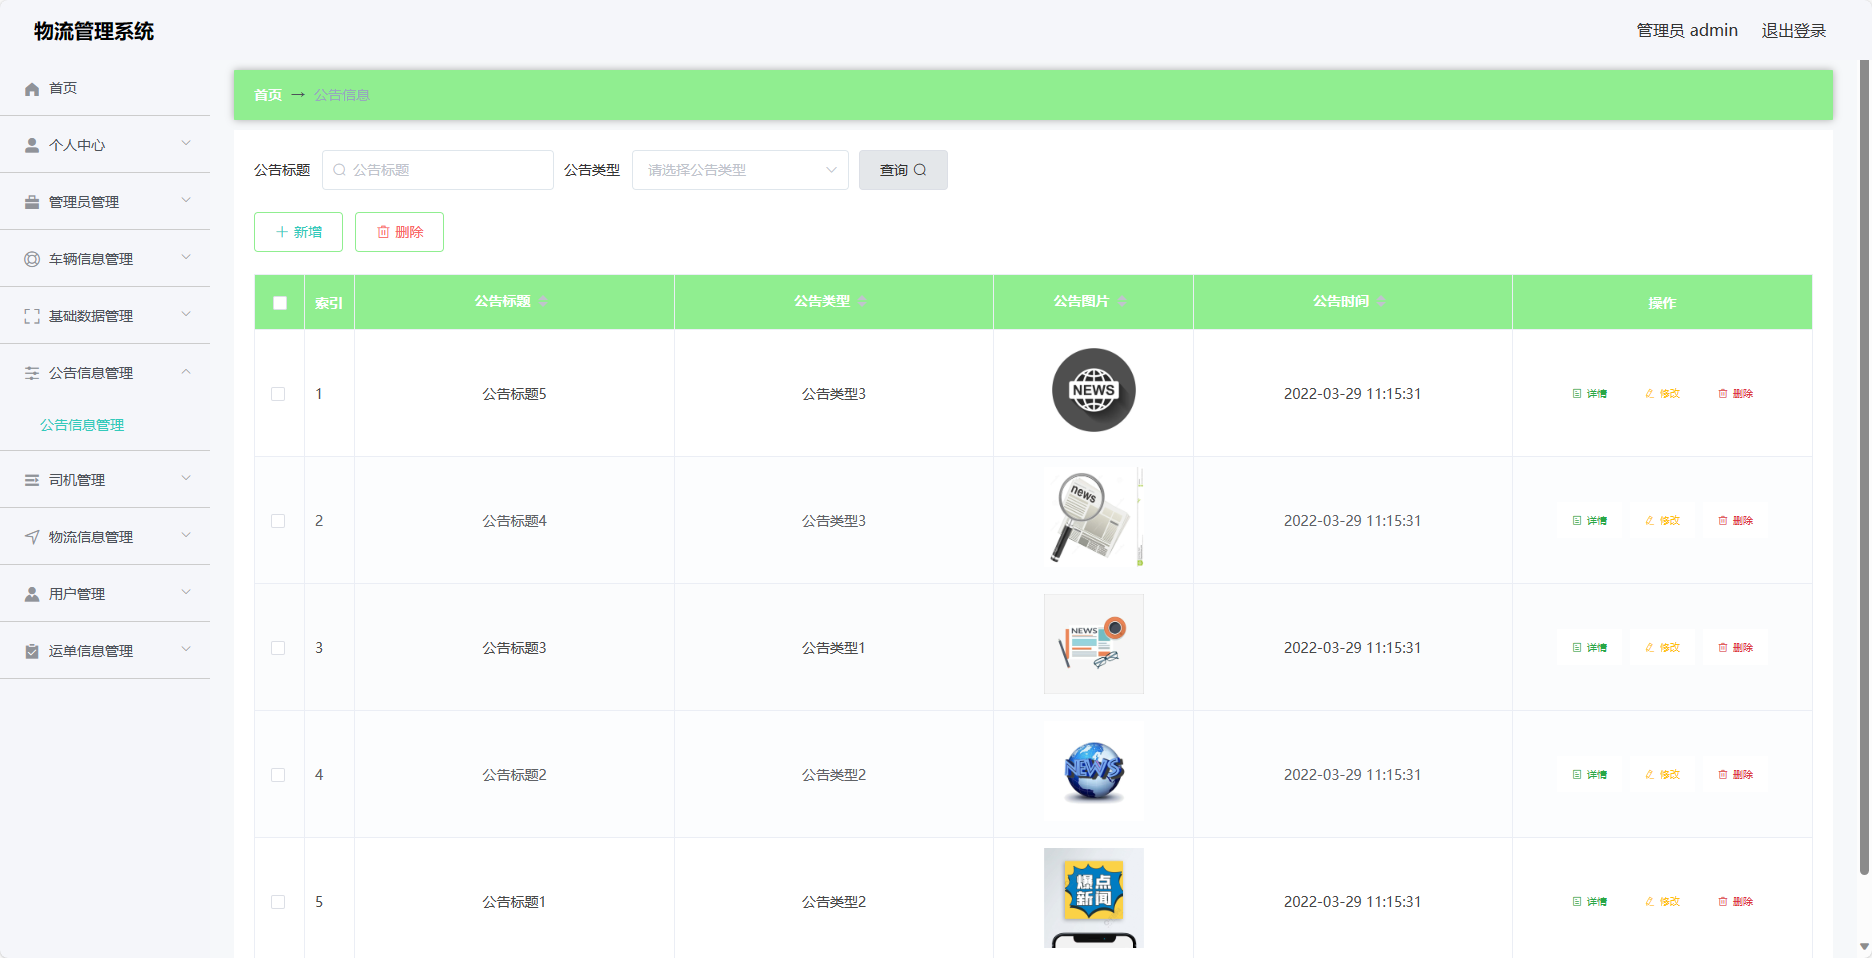 物流管理系统
管理员 admin 退出登录
首页
个人中心
管理员管理
车辆信息管理
基础数据管理
公告信息管理
公告信息管理
司机管理
物流信息管理
用户管理
运单信息管理
首页 → 公告信息
公告标题 公告标题 公告类型 请选择公告类型 查询
新增 删除
索引 公告标题 公告类型 公告图片 公告时间 操作
NEWS
1 公告标题5 公告类型3 2022-03-29 11:15:31 详情 修改 删除
news
2 公告标题4 公告类型3 2022-03-29 11:15:31 详情 修改 删除
NEWS
3 公告标题3 公告类型1 2022-03-29 11:15:31 详情 修改 删除
NEWS
4 公告标题2 公告类型2 2022-03-29 11:15:31 详情 修改 删除
爆点
新闻
5 公告标题1 公告类型2 2022-03-29 11:15:31 详情 修改 删除